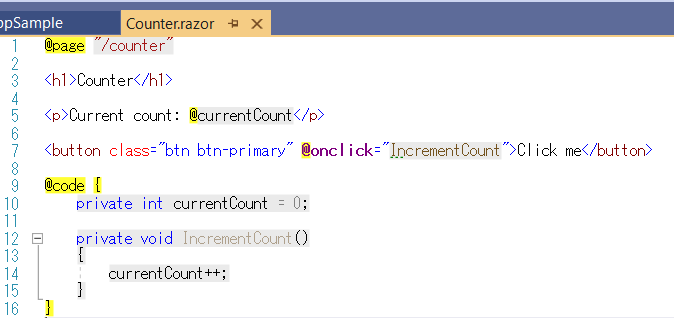 ppSample
Counter.razor
1 @page "/counter"
2
3 <h1>Counter</h1>
4
5 <p>Current count: @currentCount</p>
6
7 <button class="btn btn-primary" @onclick="IncrementCount">Click me</button>
8
9 @code {
10 private int currentCount = 0;
11
12 private void IncrementCount()
13 {
14 currentCount++;
15 }
16 }